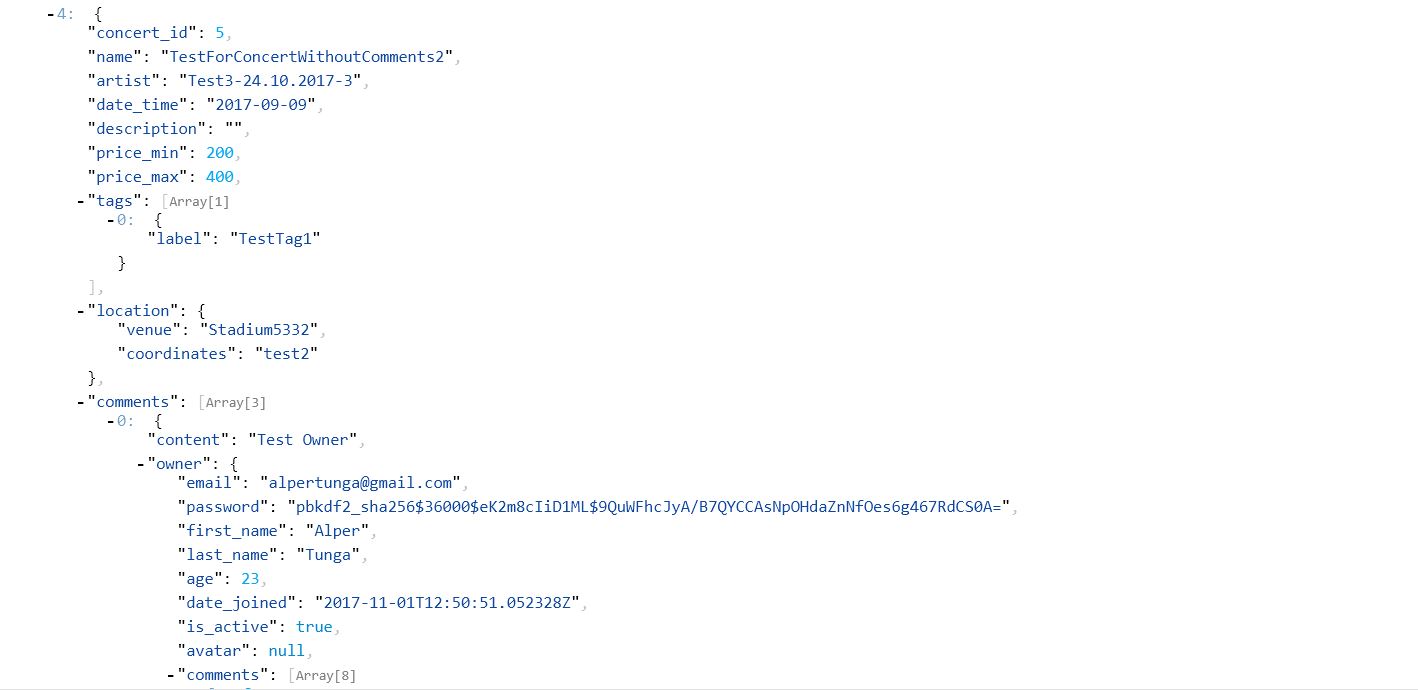 -4: {
"concert_id": 5,
"name": "TestForConcertWithoutComments2",
"artist": "Test3-24.10.2017-3",
"date_time": "2017-09-09",
"description": "",
"price_min": 200,
"price_max": 400,
-"tags": [Array[1]
-0: {
"label": "TestTag1"
}
],
-"location": {
"venue": "Stadium5332",
"coordinates": "test2"
},
-"comments": [Array[3]
-0: {
"content": "Test Owner",
-"owner": {
"email": "alpertunga@gmail.com",
"password": "pbkdf2_sha256$36000$eK2m8cIiD1ML$9QuWFhcJyA/B7QYCCAsNpOHdaZnNfOes6g467RdCS0A=",
"first_name": "Alper",
"last_name": "Tunga",
"age": 23,
"date_joined": "2017-11-01T12:50:51.052328Z",
"is_active": true,
"avatar": null,
-"comments": [Array[8]